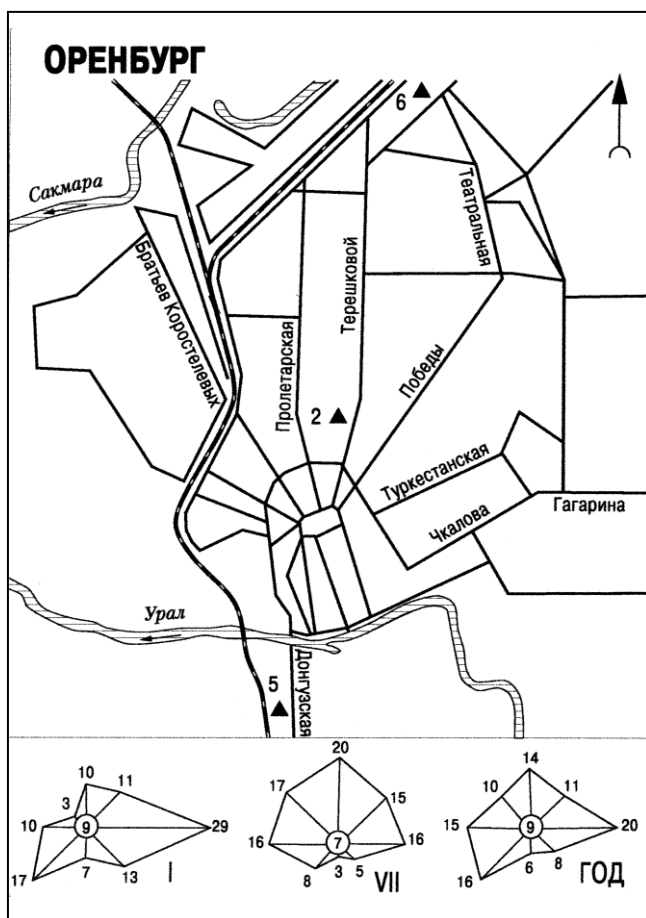 ОРЕНБУРГ
6
Сакмара
Театральная
Братьев Коростелевых
Терешковой
Пролетарская
Победы
2
Туркестанская
Чкалова
Гагарина
Урал
5
Донгузская
10
11
3
10
9
29
17
7
13
I
20
17
15
16
7
16
8
3
5
VII
14
10
11
15
9
20
16
6
8
ГОД